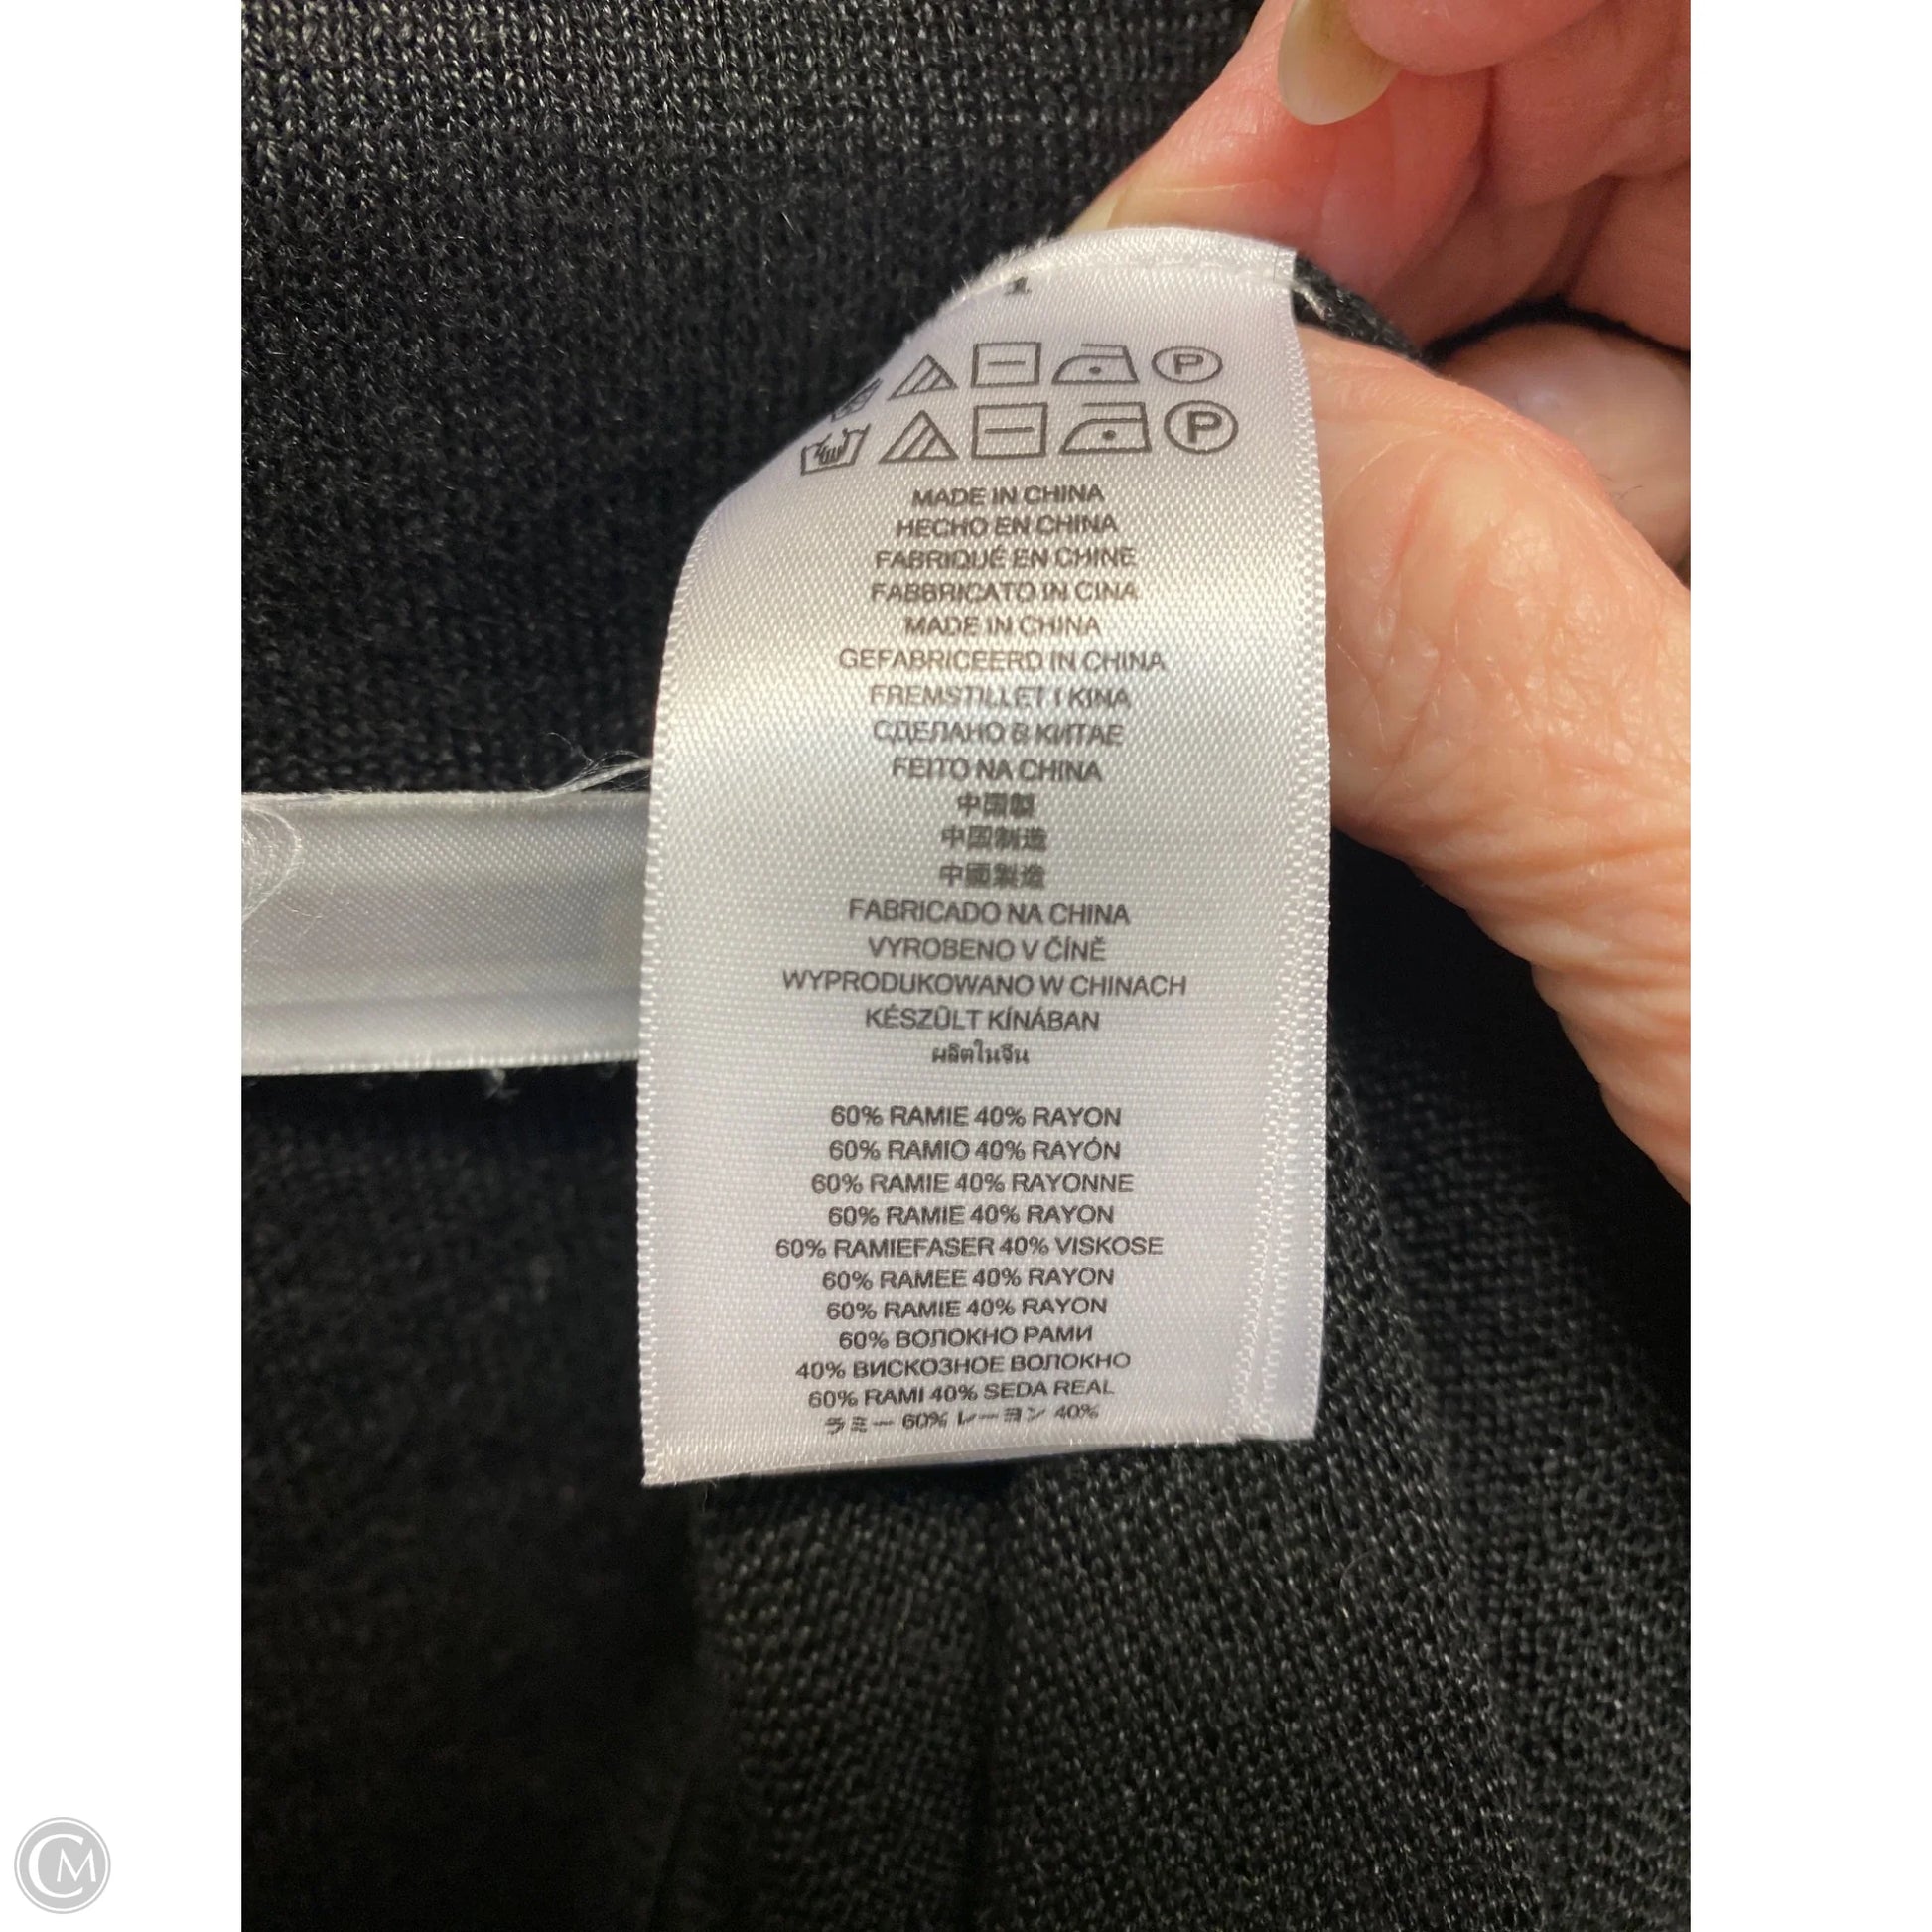 1
P
P
MADE IN CHINA
HECHO EN CHINA
FABRIQUÉ EN CHINE
FABBRICATO IN CINA
MADE IN CHINA
GEFABRICEERD IN CHINA
FREMSTILLET I KINA
СДЕЛАНО В КИТАЕ
FEITO NA CHINA
中国製
中国制造
中國製造
FABRICADO NA CHINA
VYROBENO V ČÍNĚ
WYPRODUKOWANO W CHINACH
KÉSZÜLT KÍNÁBAN
ผลิตในจีน
60% RAMIE 40% RAYON
60% RAMIO 40% RAYÓN
60% RAMIE 40% RAYONNE
60% RAMIE 40% RAYON
60% RAMIEFASER 40% VISKOSE
60% RAMEE 40% RAYON
60% RAMIE 40% RAYON
60% ВОЛОКНО РАМИ
40% ВИСКОЗНОЕ ВОЛОКНО
60% RAMI 40% SEDA REAL
ラミー 60% レーヨン 40%
CM